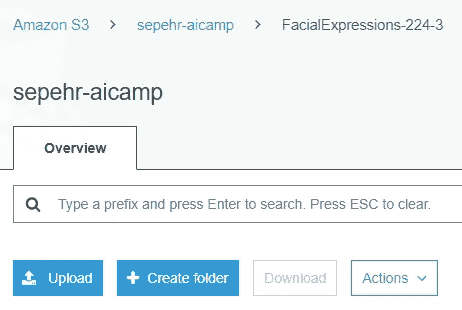 Amazon S3 > sepehr-aicamp > FacialExpressions-224-3
sepehr-aicamp
Overview
Type a prefix and press Enter to search. Press ESC to clear.
Upload + Create folder Download Actions